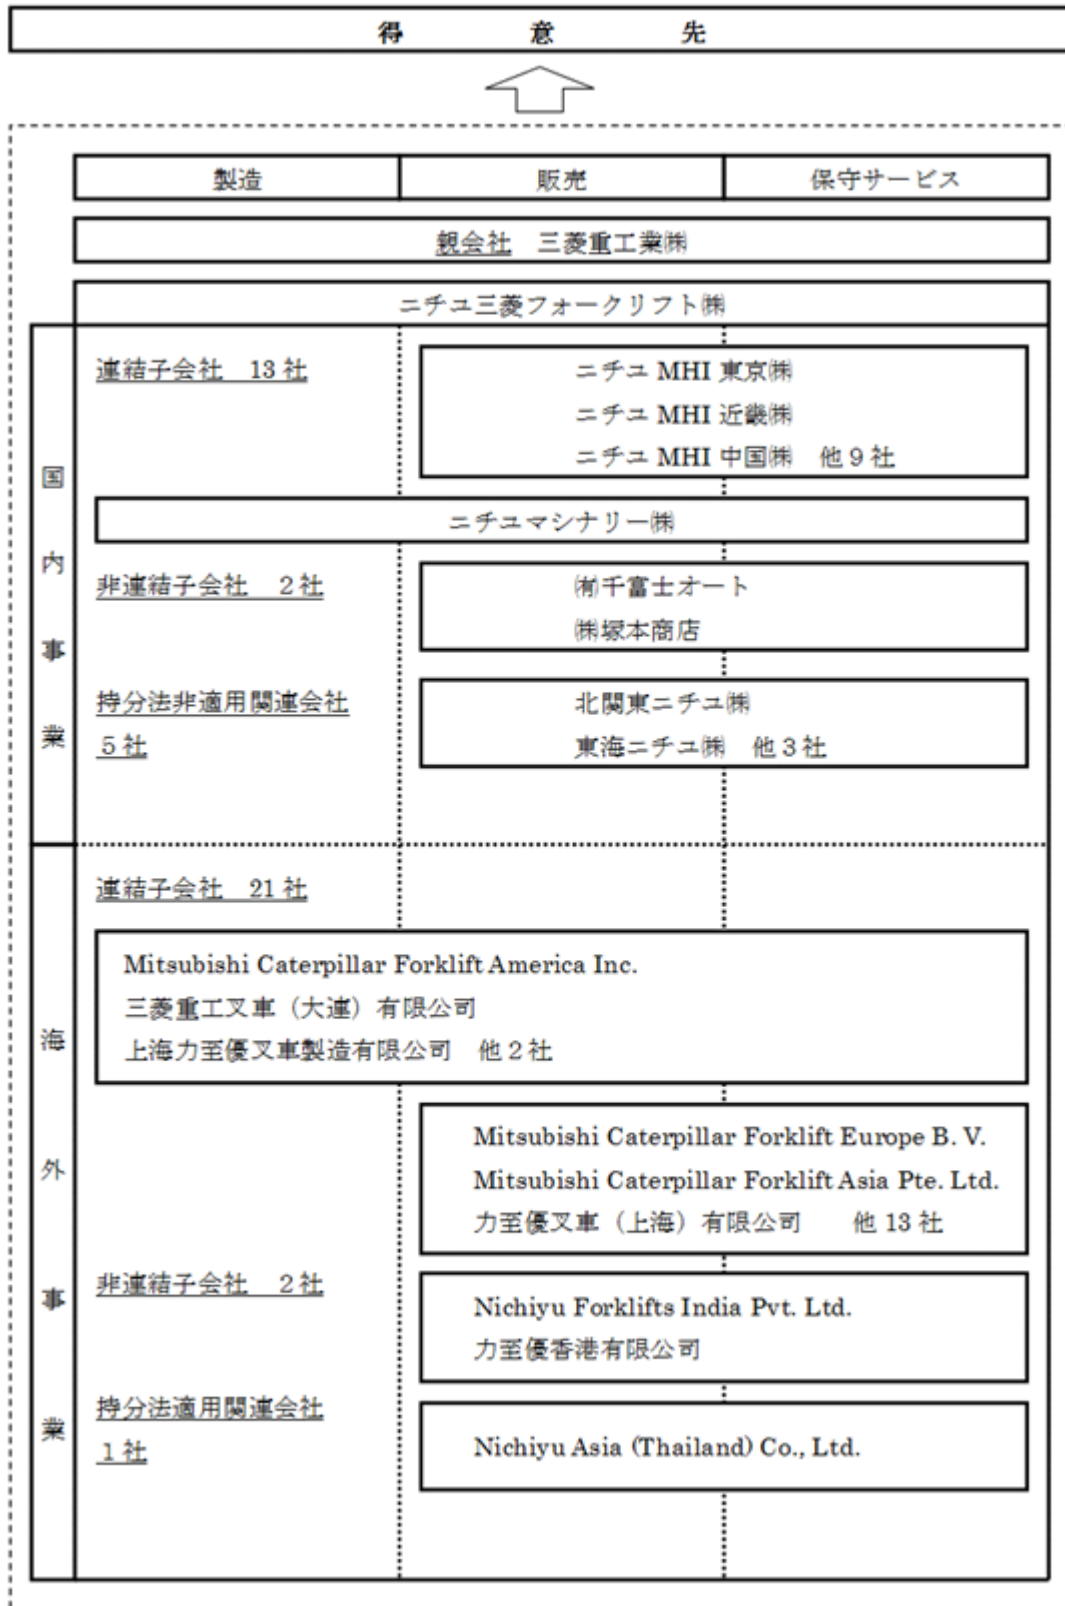 得　意　先
製造　販売　保守サービス
親会社　三菱重工業㈱
ニチユ三菱フォークリフト㈱
国内事業
連結子会社　13 社
ニチユ MHI 東京㈱
ニチユ MHI 近畿㈱
ニチユ MHI 中国㈱　他９社
ニチユマシナリー㈱
非連結子会社　２社
㈲千富士オート
㈱塚本商店
持分法非適用関連会社
５社
北関東ニチユ㈱
東海ニチユ㈱　他３社
海外事業
連結子会社　21 社
Mitsubishi Caterpillar Forklift America Inc.
三菱重工叉車（大連）有限公司
上海力至優叉車製造有限公司　他２社
Mitsubishi Caterpillar Forklift Europe B. V.
Mitsubishi Caterpillar Forklift Asia Pte. Ltd.
力至優叉車（上海）有限公司　　他 13 社
非連結子会社　２社
Nichiyu Forklifts India Pvt. Ltd.
力至優香港有限公司
持分法適用関連会社
１社
Nichiyu Asia (Thailand) Co., Ltd.